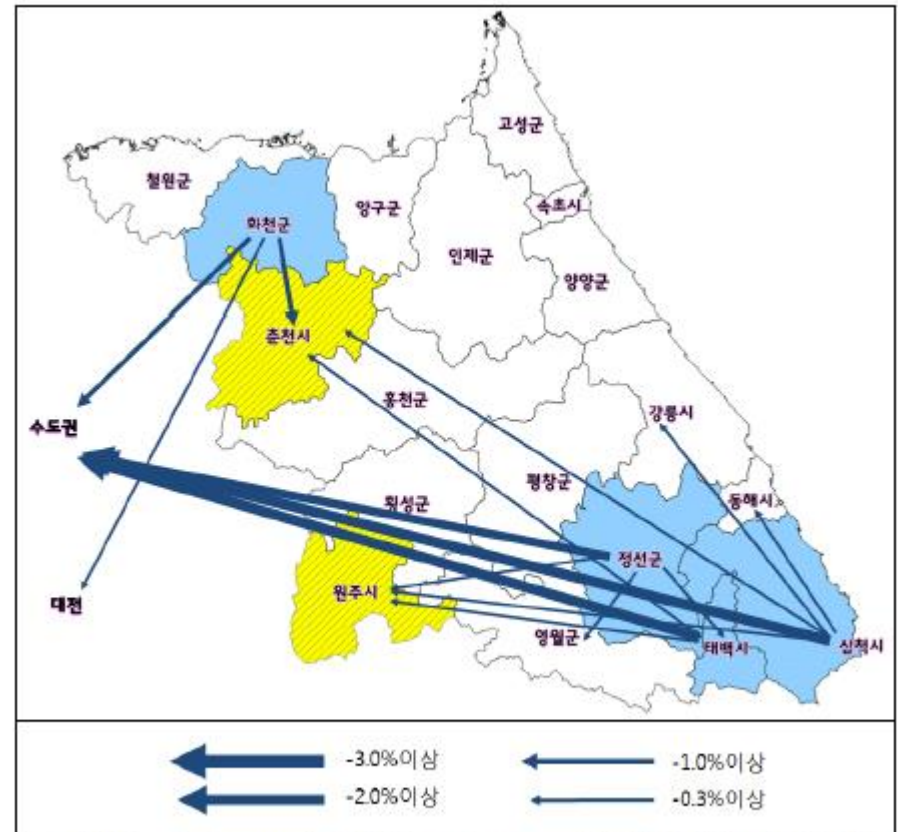 고성군
철원군
양구군
속초시
화천군
인제군
양양군
춘천시
홍천군
강릉시
수도권
평창군
횡성군
동해시
정선군
원주시
대전
영월군
태백시
삼척시
-3.0%이상
-1.0%이상
-2.0%이상
-0.3%이상